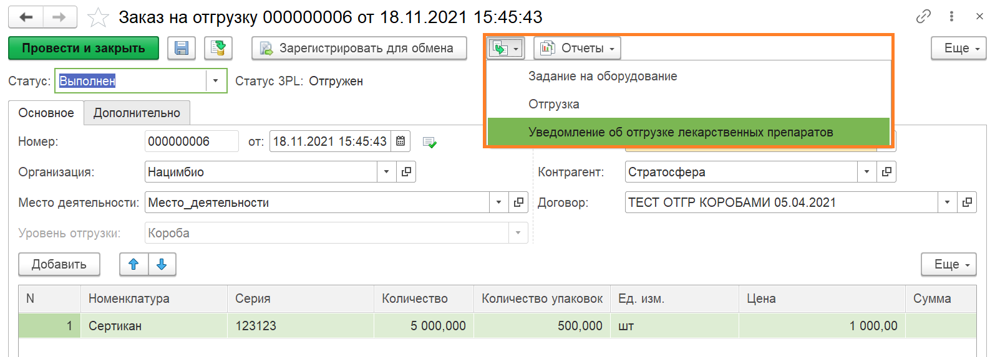 Заказ на отгрузку 000000006 от 18.11.2021 15:45:43
Провести и закрыть Зарегистрировать для обмена Отчеты Еще
Статус: Выполнен Статус 3PL: Отгружен
Задание на оборудование
Отгрузка
Уведомление об отгрузке лекарственных препаратов
Основное Дополнительно
Номер: 000000006 от: 18.11.2021 15:45:43
Организация: Нацимбио Контрагент: Стратосфера
Место деятельности: Место_деятельности Договор: ТЕСТ ОТГР КОРОБАМИ 05.04.2021
Уровень отгрузки: Короба
Добавить Еще
N Номенклатура Серия Количество Количество упаковок Ед. изм. Цена Сумма
1 Сертикан 123123 5 000,000 500,000 шт 1 000,00